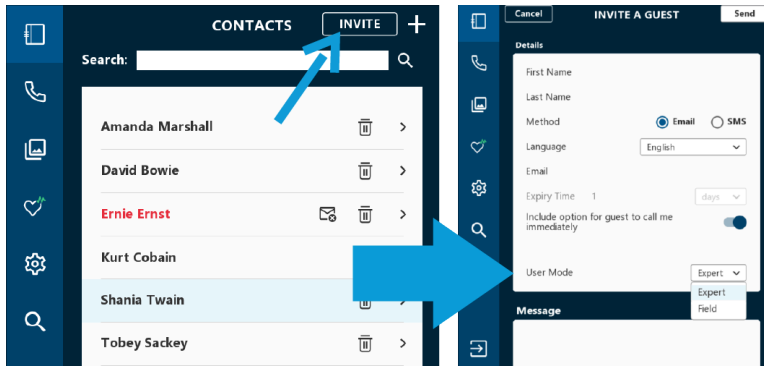 CONTACTS
INVITE
Search:
Amanda Marshall
David Bowie
Ernie Ernst
Kurt Cobain
Shania Twain
Tobey Sackey
Cancel
INVITE A GUEST
Send
Details
First Name
Last Name
Method
Email
SMS
Language
English
Email
Expiry Time 1 days
Include option for guest to call me
immediately
User Mode
Expert
Expert
Field
Message